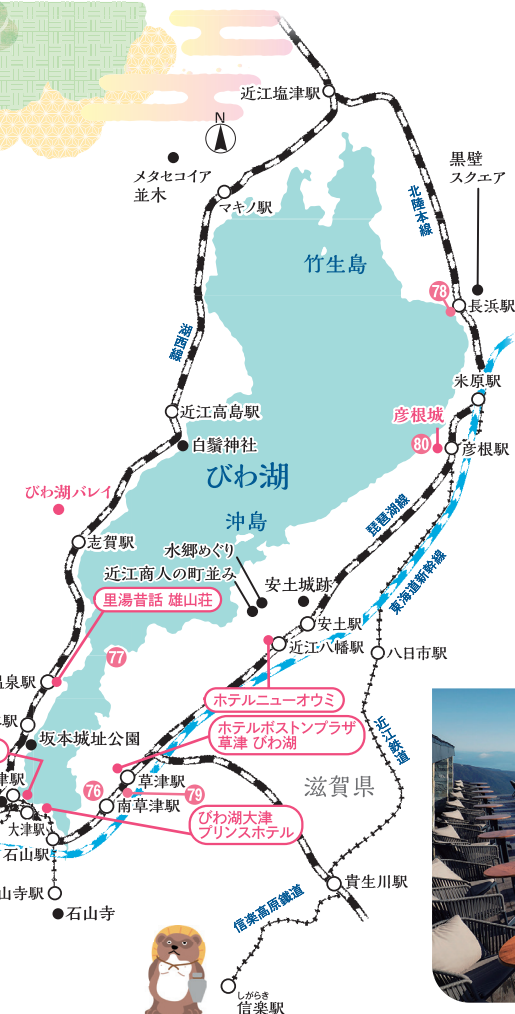 近江塩津駅
N
メタセコイア
並木
マキノ駅
黒壁
スクエア
北陸本線
竹生島
78
長浜駅
湖西線
米原駅
彦根城
近江高島駅
80
彦根駅
白鬚神社
びわ湖
びわ湖バレイ
沖島
琵琶湖線
志賀駅
水郷めぐり
近江商人の町並み
東海道新幹線
安土城跡
里湯昔話 雄山荘
安土駅
近江八幡駅
八日市駅
77
温泉駅
ホテルニューオウミ
近江鉄道
駅
坂本城址公園
ホテルボストンプラザ
草津 びわ湖
滋賀県
津駅
草津駅
76
79
南草津駅
大津駅
びわ湖大津
プリンスホテル
石山駅
貴生川駅
山寺駅
石山寺
信楽高原鐵道
しがらき
信楽駅